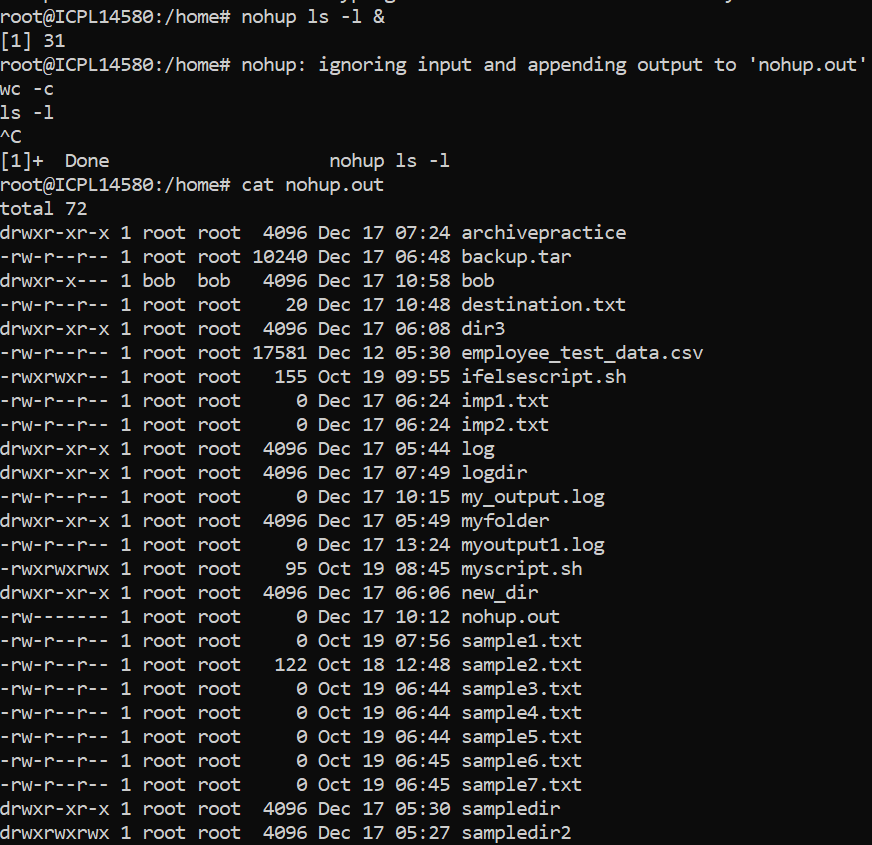 root@ICPL14580:/home# nohup ls -l &
[1] 31
root@ICPL14580:/home# nohup: ignoring input and appending output to 'nohup.out'
wc -c
ls -l
^C
[1]+  Done                    nohup ls -l
root@ICPL14580:/home# cat nohup.out
total 72
drwxr-xr-x 1 root root  4096 Dec 17 07:24 archivepractice
-rw-r--r-- 1 root root 10240 Dec 17 06:48 backup.tar
drwxr-x--- 1 bob  bob   4096 Dec 17 10:58 bob
-rw-r--r-- 1 root root    20 Dec 17 10:48 destination.txt
drwxr-xr-x 1 root root  4096 Dec 17 06:08 dir3
-rw-r--r-- 1 root root 17581 Dec 12 05:30 employee_test_data.csv
-rwxrwxr-- 1 root root   155 Oct 19 09:55 ifelsescript.sh
-rw-r--r-- 1 root root     0 Dec 17 06:24 imp1.txt
-rw-r--r-- 1 root root     0 Dec 17 06:24 imp2.txt
drwxr-xr-x 1 root root  4096 Dec 17 05:44 log
drwxr-xr-x 1 root root  4096 Dec 17 07:49 logdir
-rw-r--r-- 1 root root     0 Dec 17 10:15 my_output.log
drwxr-xr-x 1 root root  4096 Dec 17 05:49 myfolder
-rw-r--r-- 1 root root     0 Dec 17 13:24 myoutput1.log
-rwxrwxrwx 1 root root    95 Oct 19 08:45 myscript.sh
drwxr-xr-x 1 root root  4096 Dec 17 06:06 new_dir
-rw------- 1 root root     0 Dec 17 10:12 nohup.out
-rw-r--r-- 1 root root     0 Oct 19 07:56 sample1.txt
-rw-r--r-- 1 root root   122 Oct 18 12:48 sample2.txt
-rw-r--r-- 1 root root     0 Oct 19 06:44 sample3.txt
-rw-r--r-- 1 root root     0 Oct 19 06:44 sample4.txt
-rw-r--r-- 1 root root     0 Oct 19 06:44 sample5.txt
-rw-r--r-- 1 root root     0 Oct 19 06:45 sample6.txt
-rw-r--r-- 1 root root     0 Oct 19 06:45 sample7.txt
drwxr-xr-x 1 root root  4096 Dec 17 05:30 sampledir
drwxrwxrwx 1 root root  4096 Dec 17 05:27 sampledir2